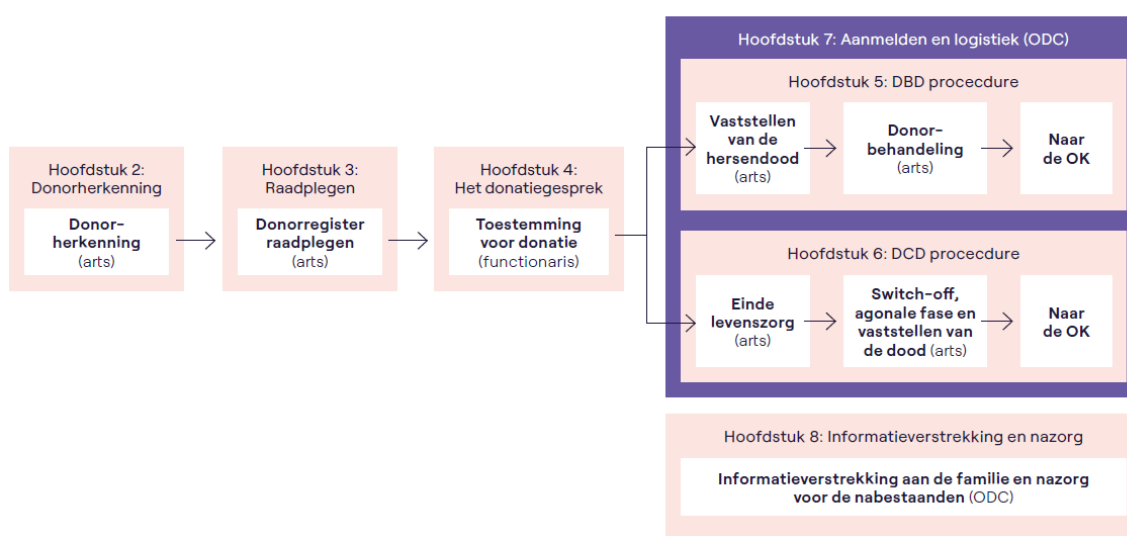 Hoofdstuk 2:
Donorherkenning
Donor-
herkenning
(arts)
Hoofdstuk 3:
Raadplegen
Donorregister
raadplegen
(arts)
Hoofdstuk 4:
Het donatiegesprek
Toestemming
voor donatie
(functionaris)
Hoofdstuk 7: Aanmelden en logistiek (ODC)
Hoofdstuk 5: DBD procecdure
Vaststellen
van de
hersendood
(arts)
Donor-
behandeling
(arts)
Naar
de OK
Hoofdstuk 6: DCD procecdure
Einde
levenszorg
(arts)
Switch-off,
agonale fase en
vaststellen van
de dood (arts)
Naar
de OK
Hoofdstuk 8: Informatieverstrekking en nazorg
Informatieverstrekking aan de familie en nazorg
voor de nabestaanden (ODC)